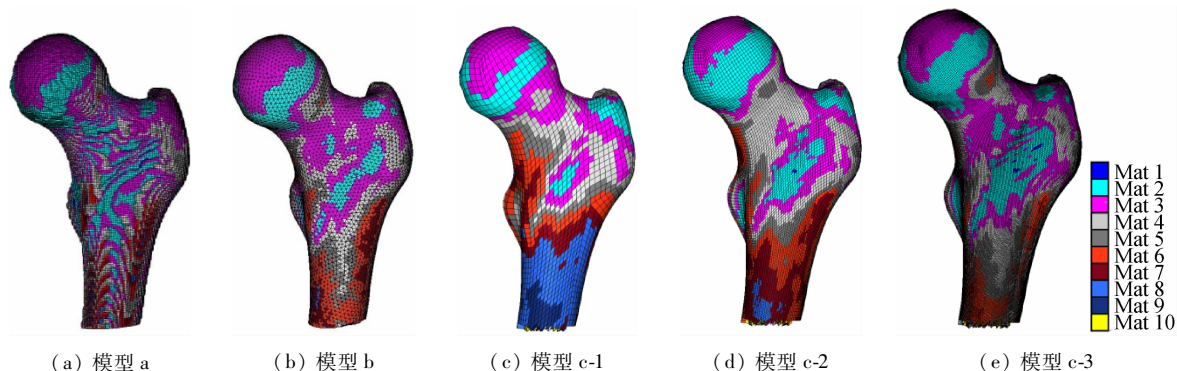 Mat 1
Mat 2
Mat 3
Mat 4
Mat 5
Mat 6
Mat 7
Mat 8
Mat 9
Mat 10
(a) 模型 a
(b) 模型 b
(c) 模型 c-1
(d) 模型 c-2
(e) 模型 c-3